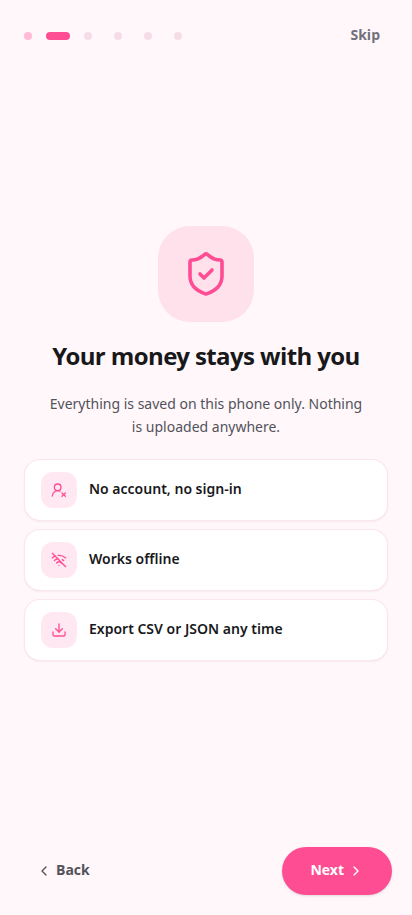 Skip
Your money stays with you
Everything is saved on this phone only. Nothing
is uploaded anywhere.
No account, no sign-in
Works offline
Export CSV or JSON any time
Back
Next